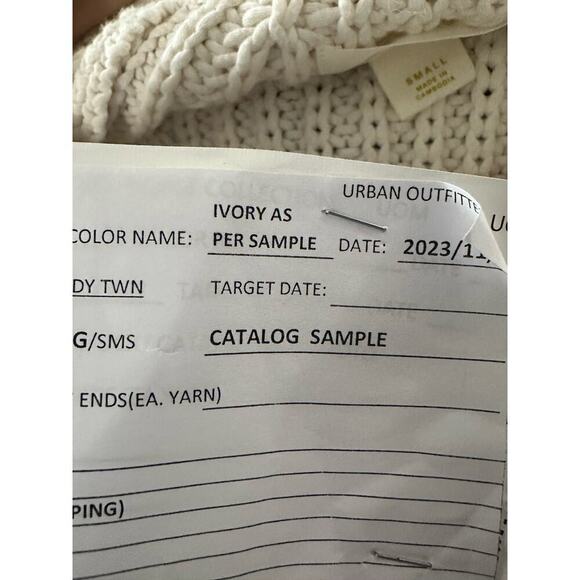 SMALL
MADE IN
CAMBODIA
URBAN OUTFITTE
IVORY AS
COLOR NAME: PER SAMPLE DATE: 2023/11/
DY TWN TARGET DATE:
G/SMS CATALOG SAMPLE
ENDS(EA. YARN)
PING)